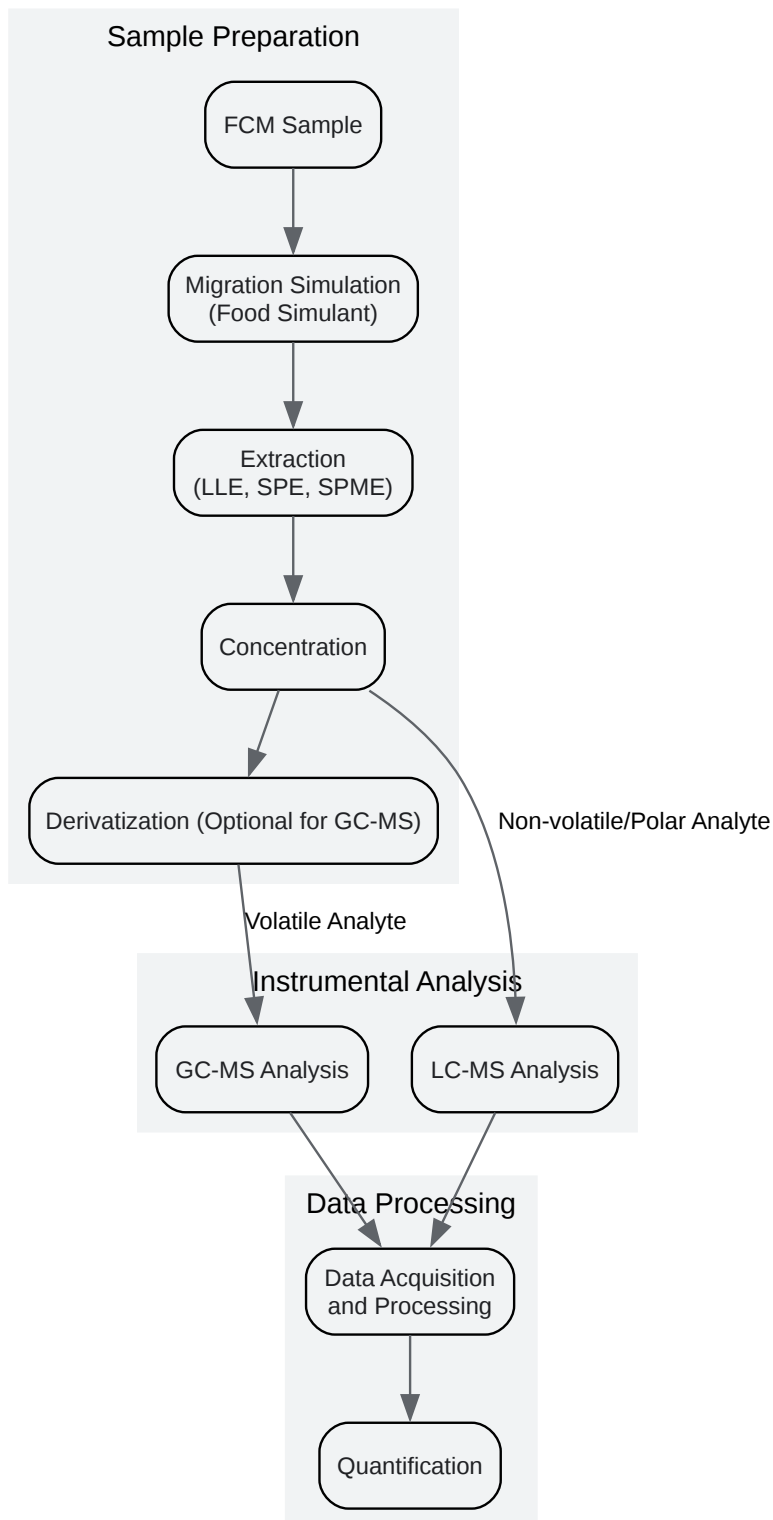 Sample Preparation
FCM Sample
Migration Simulation
(Food Simulant)
Extraction
(LLE, SPE, SPME)
Concentration
Derivatization (Optional for GC-MS)
Non-volatile/Polar Analyte
Volatile Analyte
Instrumental Analysis
GC-MS Analysis
LC-MS Analysis
Data Processing
Data Acquisition
and Processing
Quantification